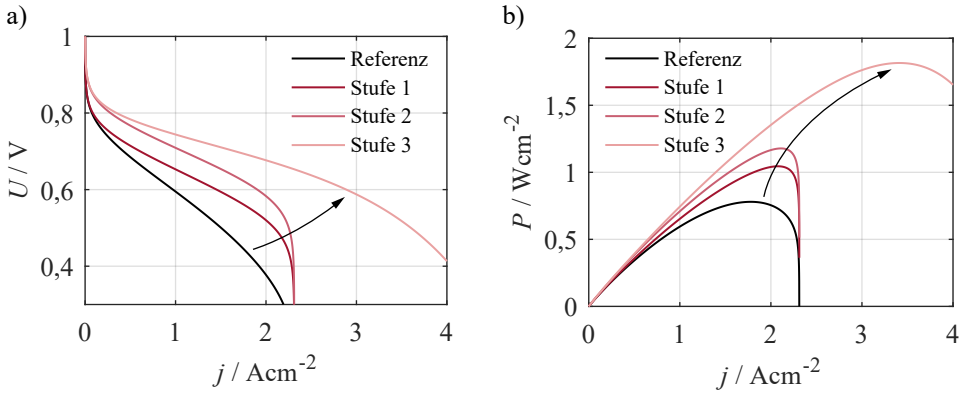 a)
1
0,8
0,6
0,4
0
1
2
3
4
U / V
j / Acm-2
Referenz
Stufe 1
Stufe 2
Stufe 3
b)
2
1,5
1
0,5
0
0
1
2
3
4
P / Wcm-2
j / Acm-2
Referenz
Stufe 1
Stufe 2
Stufe 3